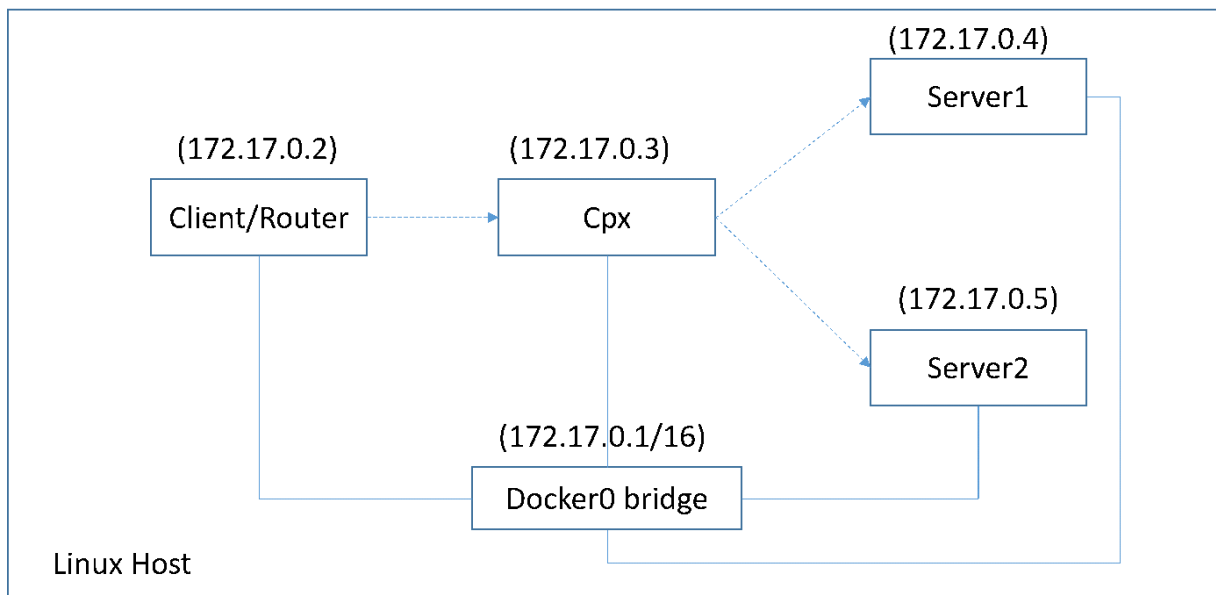 (172.17.0.4)
Server1
(172.17.0.2)
(172.17.0.3)
Client/Router
Cpx
(172.17.0.5)
Server2
(172.17.0.1/16)
Docker0 bridge
Linux Host